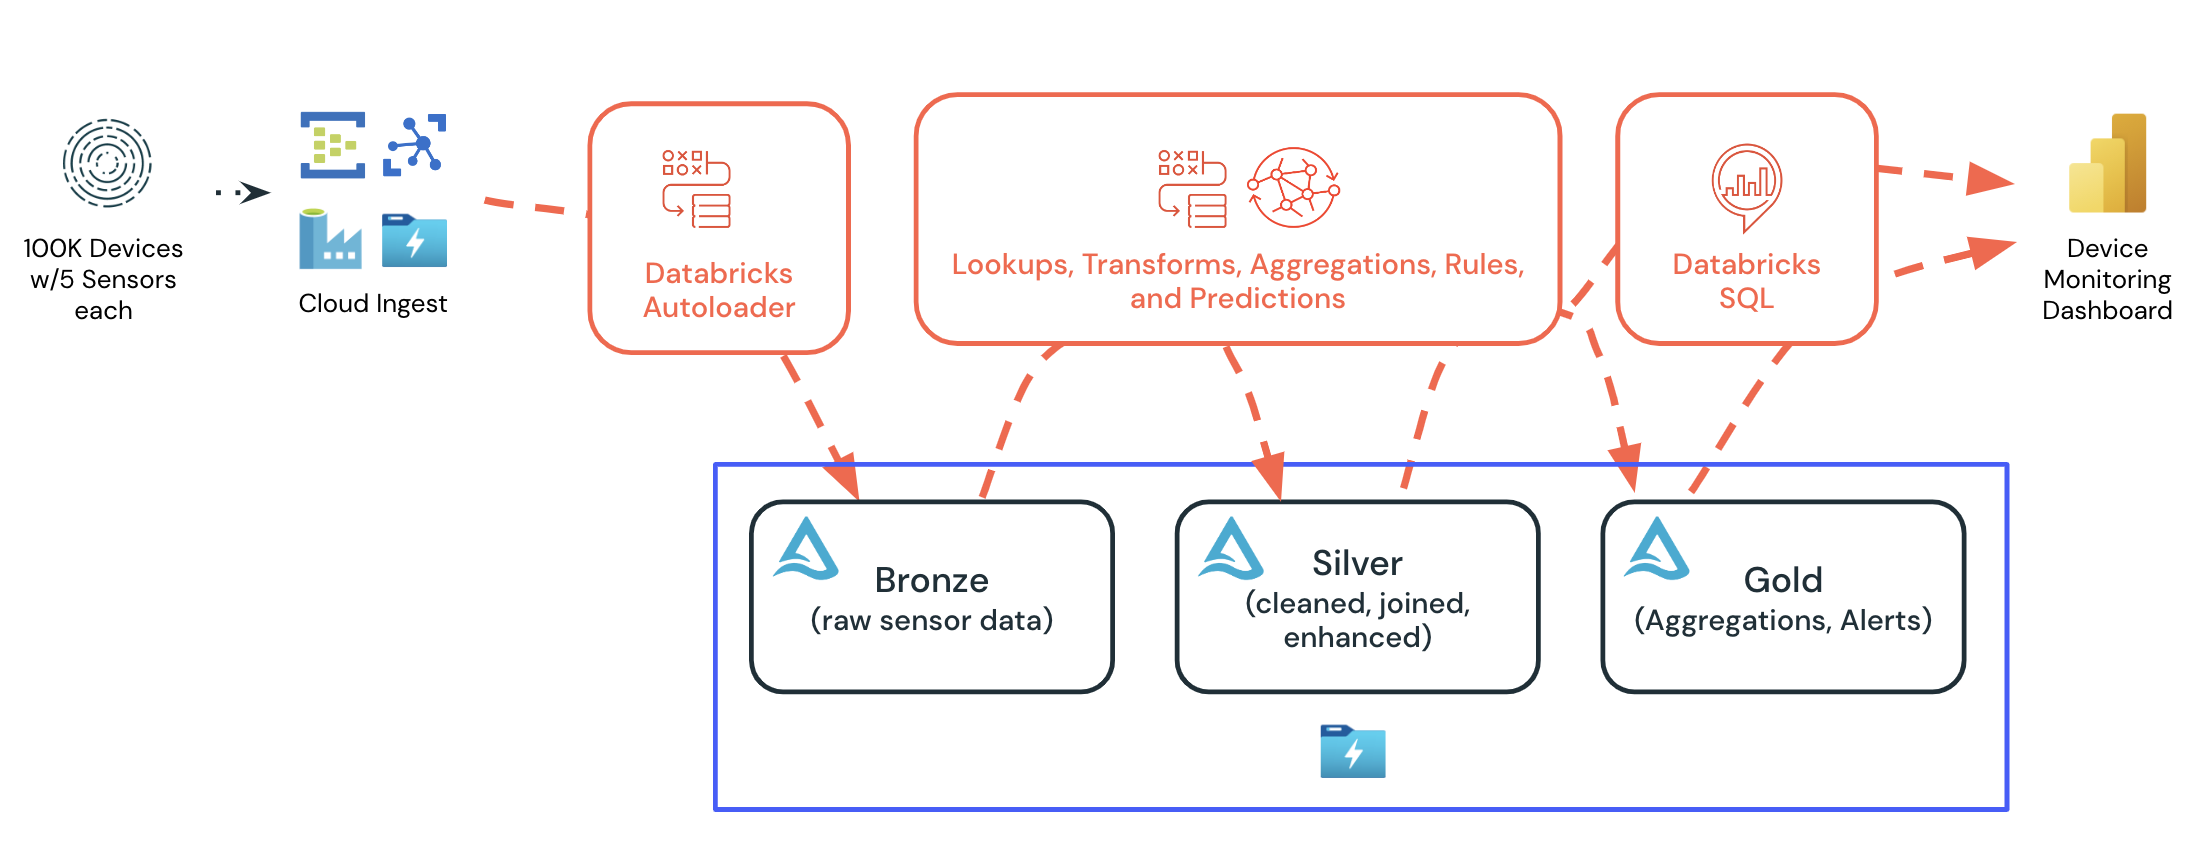 100K Devices
w/5 Sensors
each
Cloud Ingest
Databricks
Autoloader
Lookups, Transforms, Aggregations, Rules,
and Predictions
Databricks
SQL
Device
Monitoring
Dashboard
Bronze
(raw sensor data)
Silver
(cleaned, joined,
enhanced)
Gold
(Aggregations, Alerts)